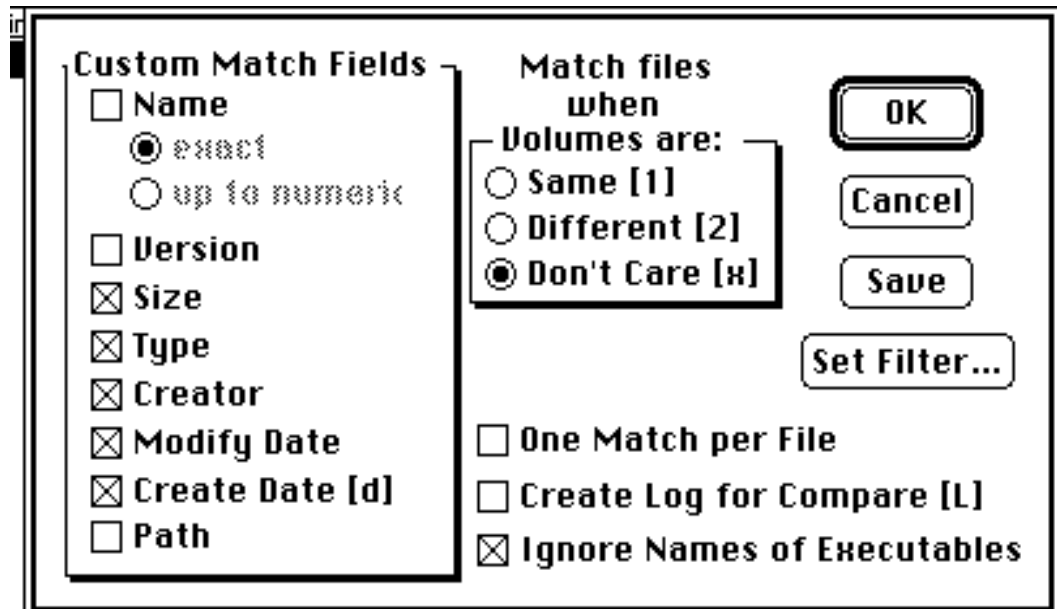 Custom Match Fields
Name
exact
up to numeric
Version
Size
Type
Creator
Modify Date
Create Date [d]
Path
Match files
when
Volumes are:
Same [1]
Different [2]
Don't Care [x]
OK
Cancel
Save
Set Filter...
One Match per File
Create Log for Compare [L]
Ignore Names of Executables